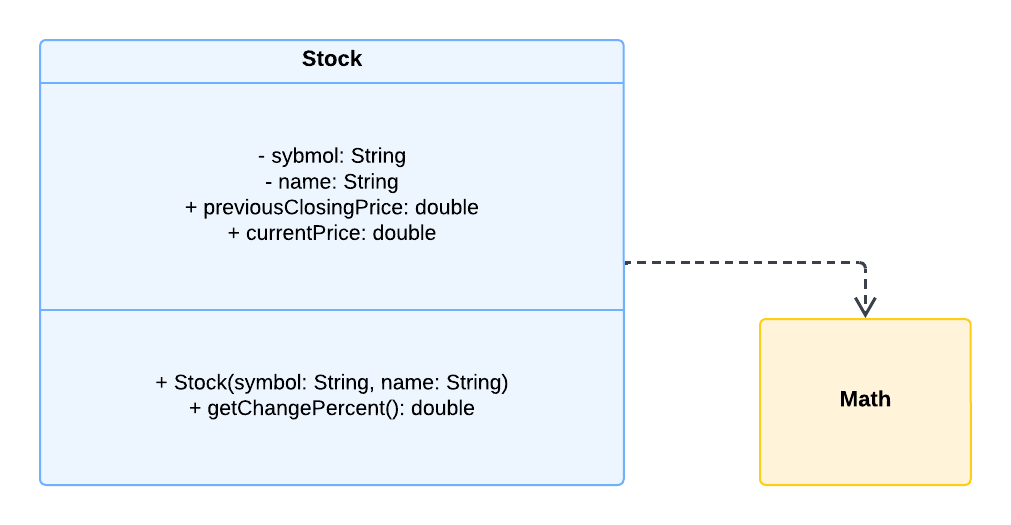 Stock
- sybmol: String
- name: String
+ previousClosingPrice: double
+ currentPrice: double
+ Stock(symbol: String, name: String)
+ getChangePercent(): double
Math